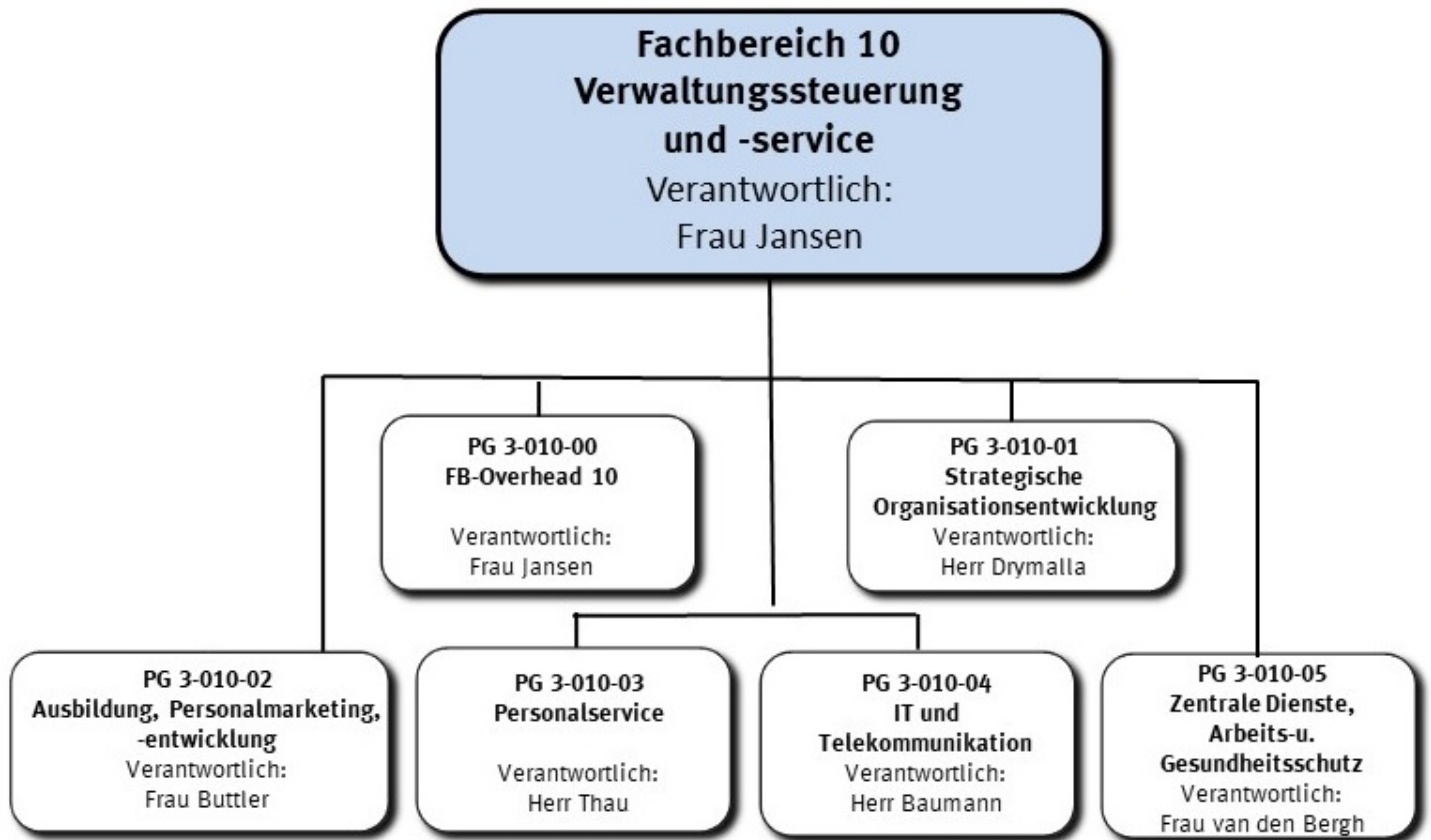 Fachbereich 10
Verwaltungssteuerung
und -service
Verantwortlich:
Frau Jansen
PG 3-010-00
FB-Overhead 10
Verantwortlich:
Frau Jansen
PG 3-010-01
Strategische
Organisationsentwicklung
Verantwortlich:
Herr Drymalla
PG 3-010-02
Ausbildung, Personalmarketing,
-entwicklung
Verantwortlich:
Frau Buttler
PG 3-010-03
Personalservice
Verantwortlich:
Herr Thau
PG 3-010-04
IT und
Telekommunikation
Verantwortlich:
Herr Baumann
PG 3-010-05
Zentrale Dienste,
Arbeits-u.
Gesundheitsschutz
Verantwortlich:
Frau van den Bergh